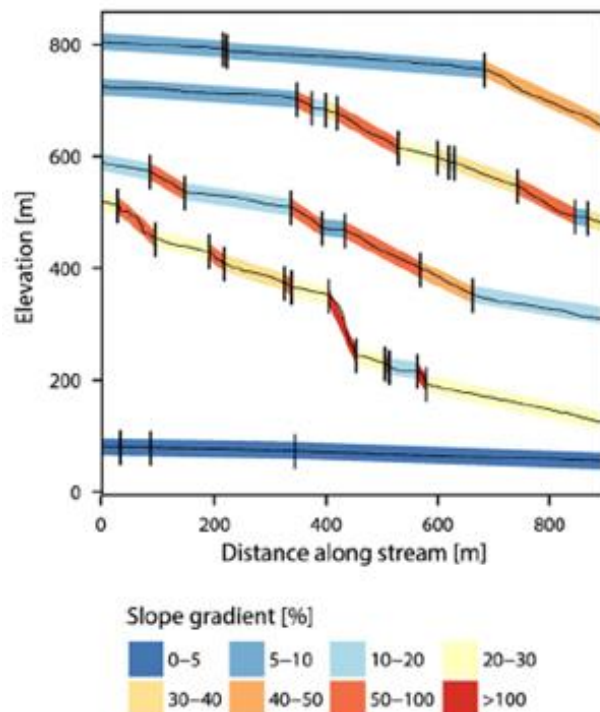 800
600
400
200
0
Elevation [m]
0 200 400 600 800
Distance along stream [m]
Slope gradient [%]
0–5 5–10 10–20 20–30
30–40 40–50 50–100 >100